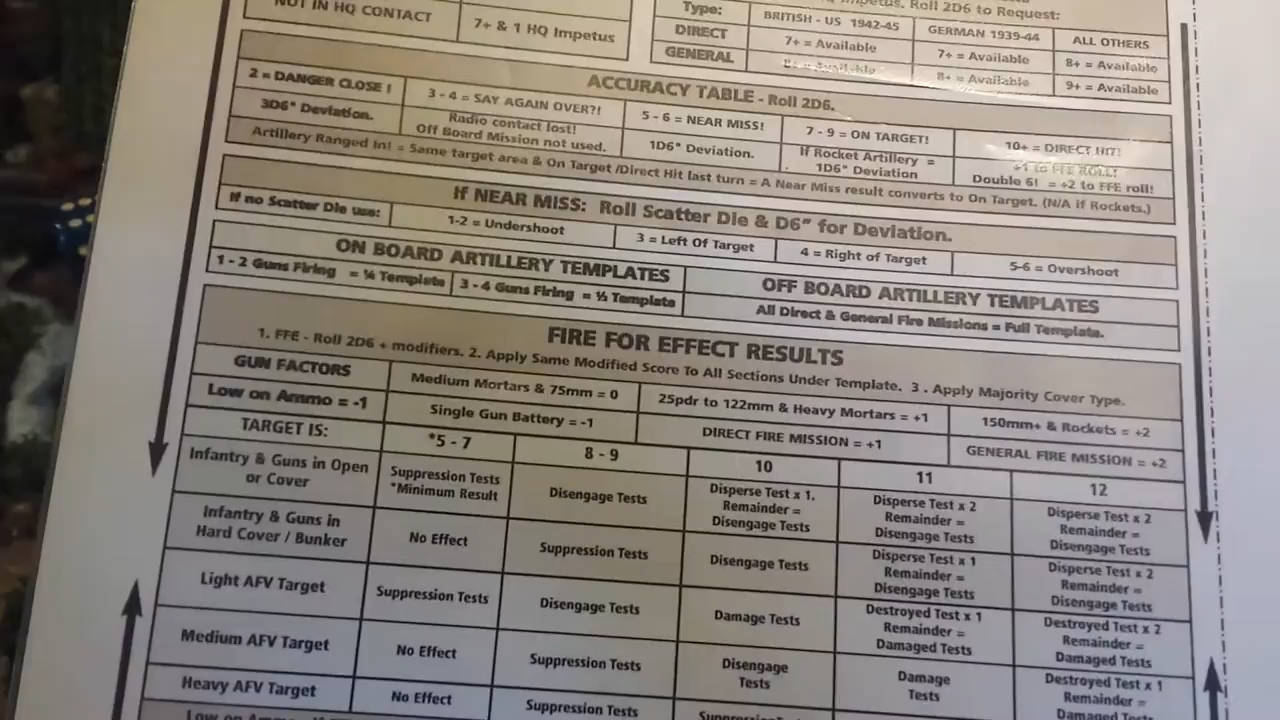 NOT IN HQ CONTACT
7+ & 1 HQ Impetus
Impetus. Roll 2D6 to Request:
Type:
BRITISH - US 1942-45
GERMAN 1939-44
ALL OTHERS
DIRECT
7+ = Available
7+ = Available
8+ = Available
GENERAL
8+ = Available
8+ = Available
9+ = Available
ACCURACY TABLE - Roll 2D6.
2 = DANGER CLOSE !
3 - 4 = SAY AGAIN OVER?!
5 - 6 = NEAR MISS!
7 - 9 = ON TARGET!
10+ = DIRECT HIT!
3D6" Deviation.
Radio contact lost!
Off Board Mission not used.
1D6" Deviation.
If Rocket Artillery =
1D6" Deviation
+1 to FFE ROLL!
Double 6! = +2 to FFE roll!
Artillery Ranged In! = Same target area & On Target /Direct Hit last turn = A Near Miss result converts to On Target. (N/A if Rockets.)
If NEAR MISS: Roll Scatter Die & D6" for Deviation.
If no Scatter Die use:
1-2 = Undershoot
3 = Left Of Target
4 = Right of Target
5-6 = Overshoot
ON BOARD ARTILLERY TEMPLATES
OFF BOARD ARTILLERY TEMPLATES
1 - 2 Guns Firing = ¼ Template
3 - 4 Guns Firing = ½ Template
All Direct & General Fire Missions = Full Template.
FIRE FOR EFFECT RESULTS
1. FFE - Roll 2D6 + modifiers. 2. Apply Same Modified Score To All Sections Under Template. 3 . Apply Majority Cover Type.
GUN FACTORS
Medium Mortars & 75mm = 0
25pdr to 122mm & Heavy Mortars = +1
150mm+ & Rockets = +2
Low on Ammo = -1
Single Gun Battery = -1
DIRECT FIRE MISSION = +1
GENERAL FIRE MISSION = +2
TARGET IS:
*5 - 7
8 - 9
10
11
12
Infantry & Guns in Open
or Cover
Suppression Tests
*Minimum Result
Disengage Tests
Disperse Test x 1.
Remainder =
Disengage Tests
Disperse Test x 2
Remainder =
Disengage Tests
Disperse Test x 2
Remainder =
Disengage Tests
Infantry & Guns in
Hard Cover / Bunker
No Effect
Suppression Tests
Disengage Tests
Disperse Test x 1
Remainder =
Disengage Tests
Disperse Test x 2
Remainder =
Disengage Tests
Light AFV Target
Suppression Tests
Disengage Tests
Damage Tests
Destroyed Test x 1
Remainder =
Damaged Tests
Destroyed Test x 2
Remainder =
Damaged Tests
Medium AFV Target
No Effect
Suppression Tests
Disengage
Tests
Damage
Tests
Destroyed Test x 1
Remainder =
Damaged Tests
Heavy AFV Target
No Effect
Suppression Tests